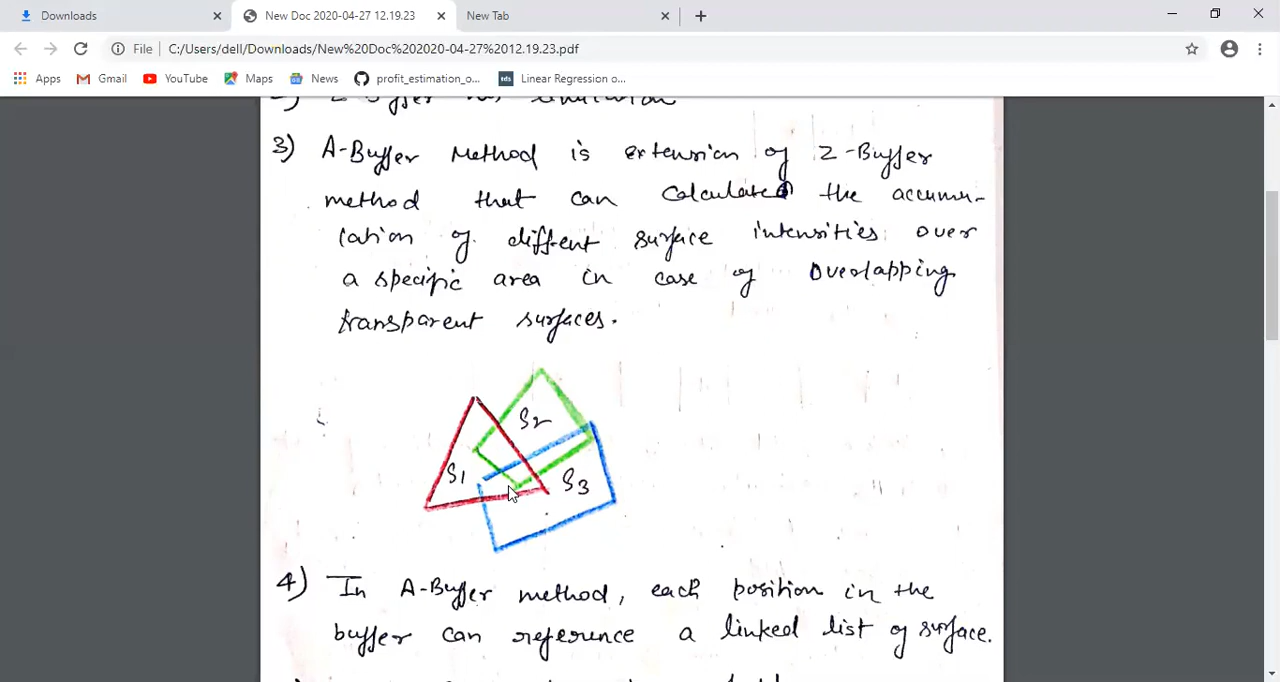 Downloads
New Doc 2020-04-27 12.19.23
New Tab
File
C:/Users/dell/Downloads/New%20Doc%202020-04-27%2012.19.23.pdf
Apps
Gmail
YouTube
Maps
News
profit_estimation_o...
Linear Regression o...
3) A-Buffer Method is extension of Z-Buffer
method that can calculated the accumu-
lation of diffent surface intensities over
a specific area in case of overlapping
transparent surfaces.
S2
S1
S3
4) In A-Buffer method, each position in the
buffer can reference a linked list of surface.